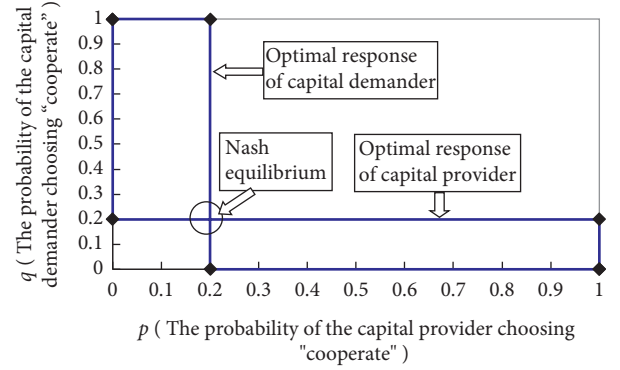 q ( The probability of the capital
demander choosing “cooperate” )
1
0.9
0.8
0.7
0.6
0.5
0.4
0.3
0.2
0.1
0
Optimal response
of capital demander
Nash
equilibrium
Optimal response
of capital provider
0 0.1 0.2 0.3 0.4 0.5 0.6 0.7 0.8 0.9 1
p ( The probability of the capital provider choosing
"cooperate" )